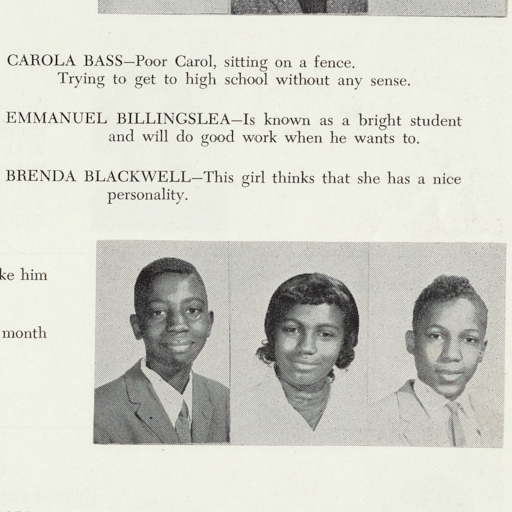 CAROLA BASS—Poor Carol, sitting on a fence.
Trying to get to high school without any sense.
EMMANUEL BILLINGSLEA—Is known as a bright student
and will do good work when he wants to.
BRENDA BLACKWELL—This girl thinks that she has a nice
personality.
him
month